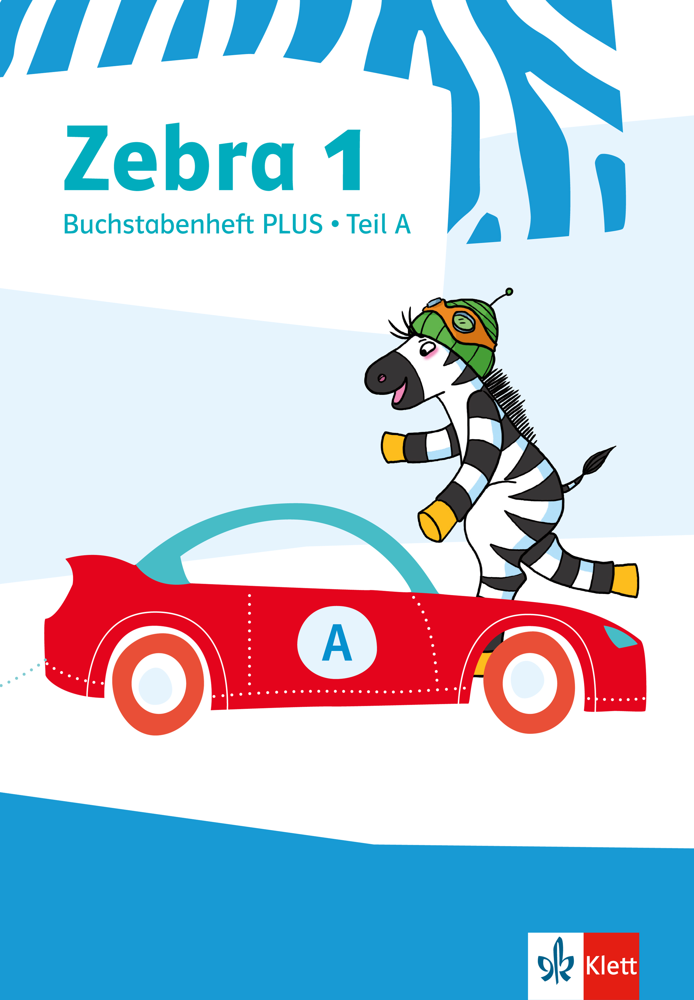 Zebra 1
Buchstabenheft PLUS • Teil A
A
Klett